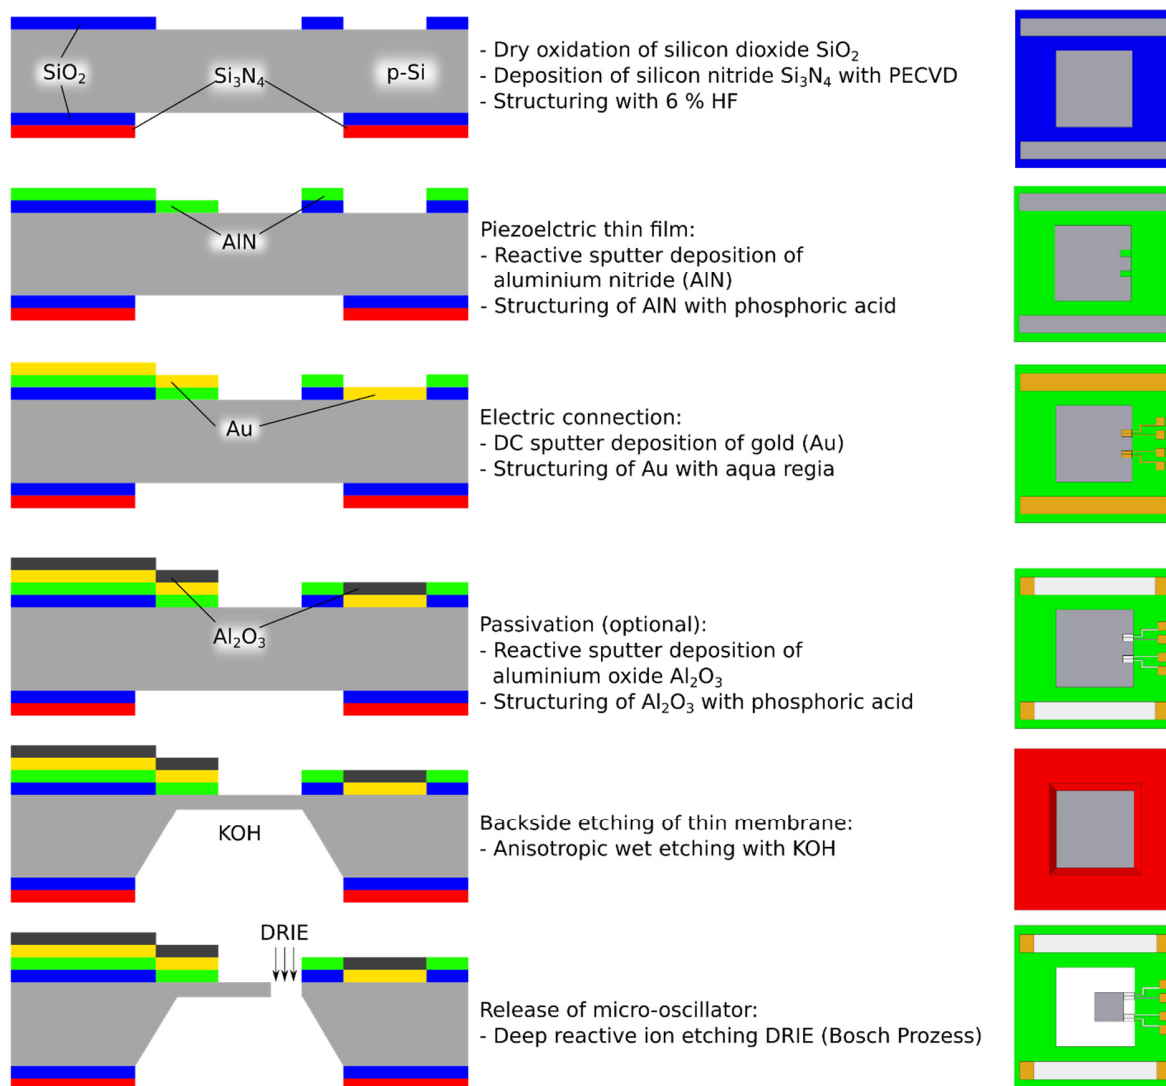 SiO₂
Si₃N₄
p-Si
- Dry oxidation of silicon dioxide SiO₂
- Deposition of silicon nitride Si₃N₄ with PECVD
- Structuring with 6 % HF
AlN
Piezoelctric thin film:
- Reactive sputter deposition of
aluminium nitride (AlN)
- Structuring of AlN with phosphoric acid
Au
Electric connection:
- DC sputter deposition of gold (Au)
- Structuring of Au with aqua regia
Al₂O₃
Passivation (optional):
- Reactive sputter deposition of
aluminium oxide Al₂O₃
- Structuring of Al₂O₃ with phosphoric acid
KOH
Backside etching of thin membrane:
- Anisotropic wet etching with KOH
DRIE
Release of micro-oscillator:
- Deep reactive ion etching DRIE (Bosch Prozess)